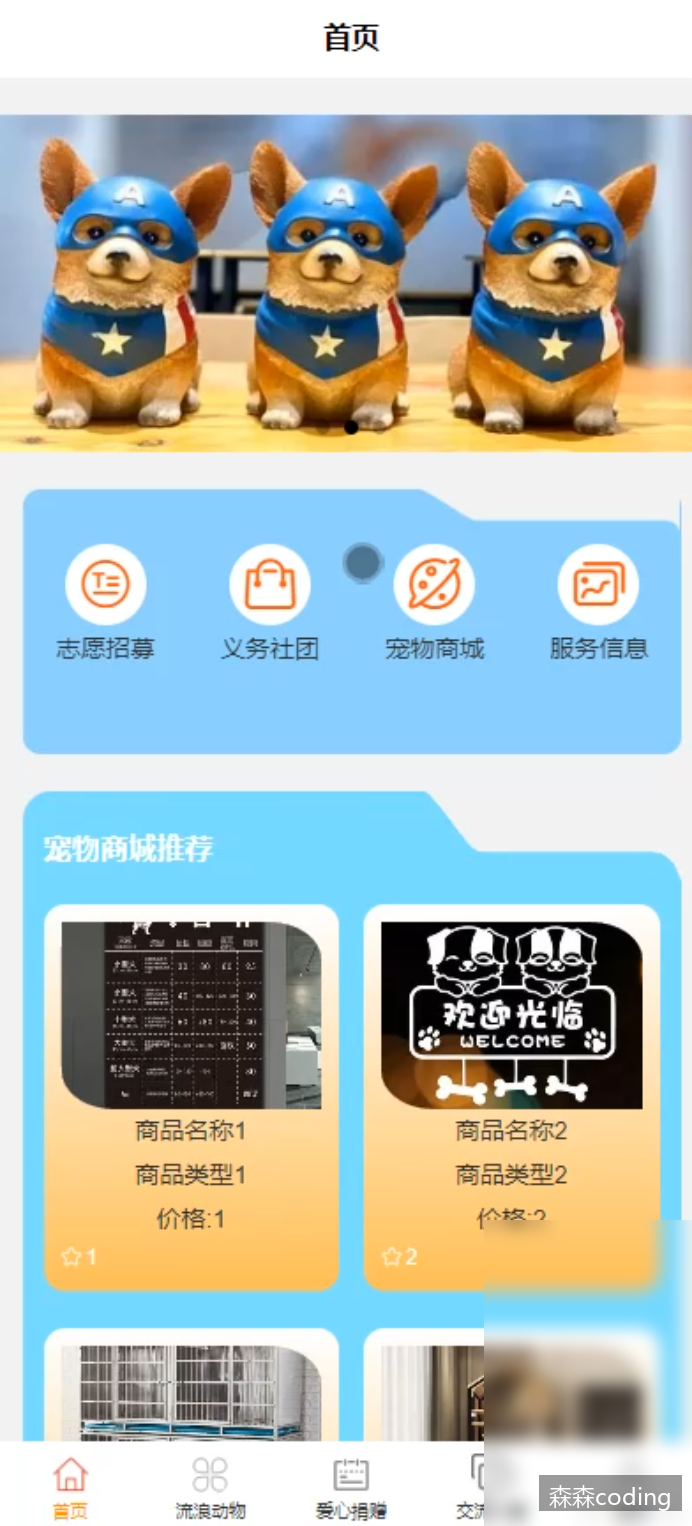 首页
A
A
A
志愿招募
义务社团
宠物商城
服务信息
宠物商城推荐
欢迎光临
WELCOME
商品名称1
商品类型1
价格:1
1
商品名称2
商品类型2
价格:2
2
首页
流浪动物
爱心捐赠
交流
森森coding